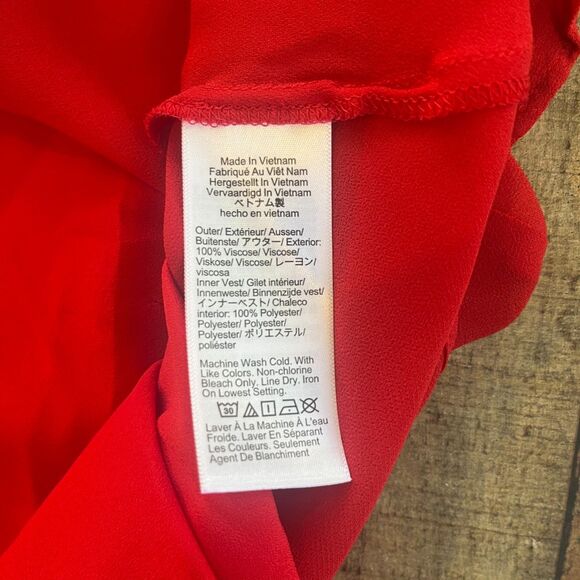 Made In Vietnam
Fabriqué Au Viêt Nam
Hergestellt In Vietnam
Vervaardigd In Vietnam
ベトナム製
hecho en vietnam
Outer/ Extérieur/ Aussen/
Buitenste/ アウター/ Exterior:
100% Viscose/ Viscose/
Viskose/ Viscose/ レーヨン/
viscosa
Inner Vest/ Gilet intérieur/
Innenweste/ Binnenzijde vest/
インナーベスト/ Chaleco
interior: 100% Polyester/
Polyester/ Polyester/
Polyester/ ポリエステル/
poliéster
Machine Wash Cold. With
Like Colors. Non-chlorine
Bleach Only. Line Dry. Iron
On Lowest Setting.
30
Laver À La Machine À L'eau
Froide. Laver En Séparant
Les Couleurs. Seulement
Agent De Blanchiment